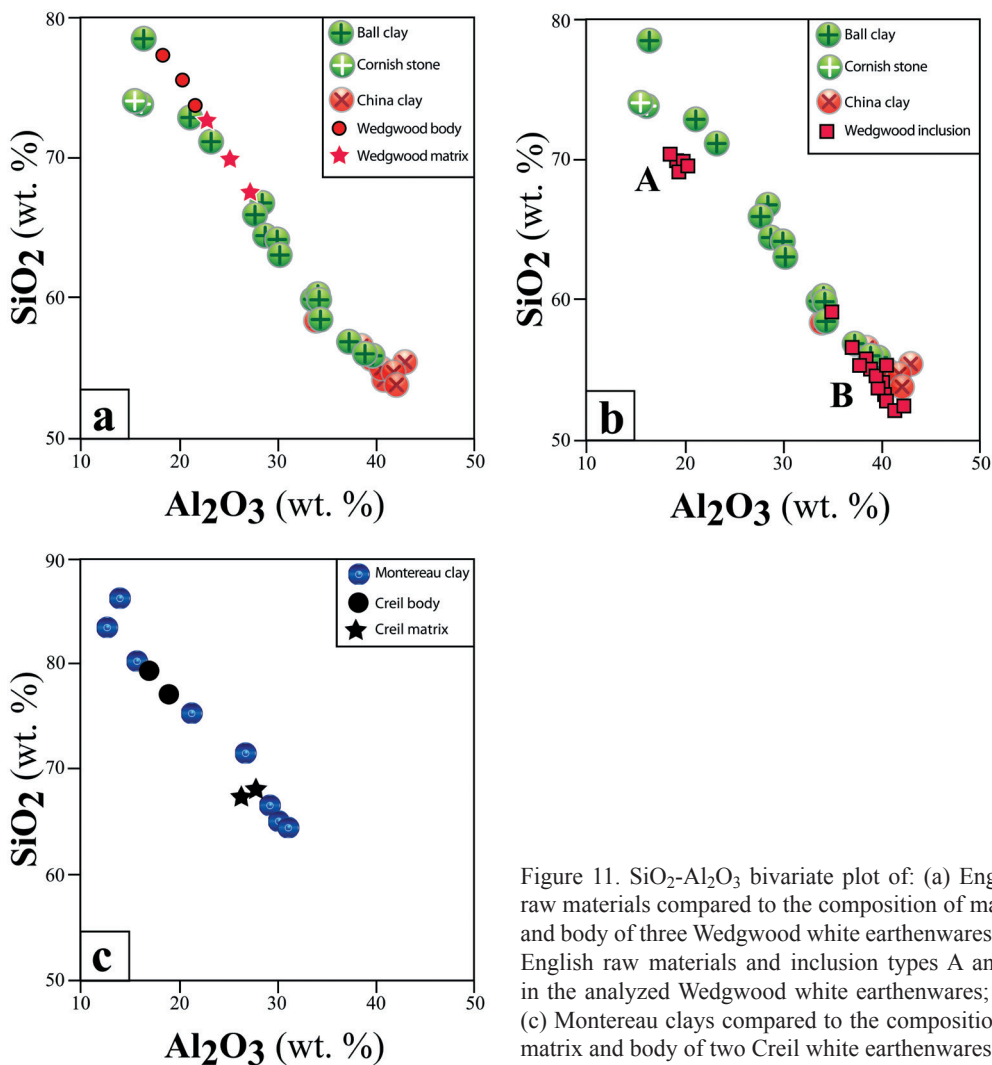 80
70
60
50
SiO2 (wt. %)
10 20 30 40 50
Al2O3 (wt. %)
a
Ball clay
Cornish stone
China clay
Wedgwood body
Wedgwood matrix
80
70
60
50
SiO2 (wt. %)
10 20 30 40 50
Al2O3 (wt. %)
b
A
B
Ball clay
Cornish stone
China clay
Wedgwood inclusion
90
80
70
60
50
SiO2 (wt. %)
10 20 30 40 50
Al2O3 (wt. %)
c
Montereau clay
Creil body
Creil matrix
Figure 11. SiO2-Al2O3 bivariate plot of: (a) Eng
raw materials compared to the composition of ma
and body of three Wedgwood white earthenwares
English raw materials and inclusion types A an
in the analyzed Wedgwood white earthenwares;
(c) Montereau clays compared to the composition
matrix and body of two Creil white earthenwares